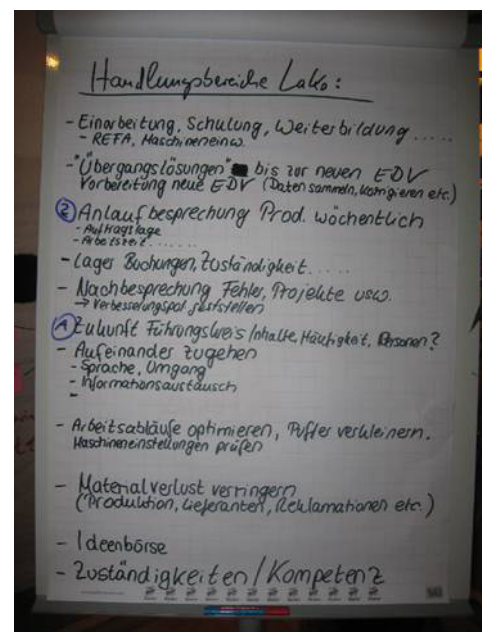 Handlungsbereiche Lako:
- Einarbeitung, Schulung, Weiterbildung.....
- REFA, Maschineneinw.
- "Übergangslösungen" bis zur neuen EDV
Vorbereitung neue EDV (Daten sammeln, korrigieren etc.)
② Anlaufbesprechung Prod. wöchentlich
- Auftragslage
- Arbeitszeit.......
- Lager Buchungen, Zuständigkeit.....
- Nachbesprechung Fehler, Projekte usw.
→ Verbesserungspot. feststellen
① Zukunft Führungskreis Inhalte, Häufigkeit, Personen?
- Aufeinander zugehen
- Sprache, Umgang
- Informationsaustausch
-
- Arbeitsabläufe optimieren, Puffer verkleinern.
Maschineneinstellungen prüfen
- Materialverlust verringern
(Produktion, Lieferanten, Reklamationen etc.)
- Ideenbörse
- Zuständigkeiten / Kompetenz